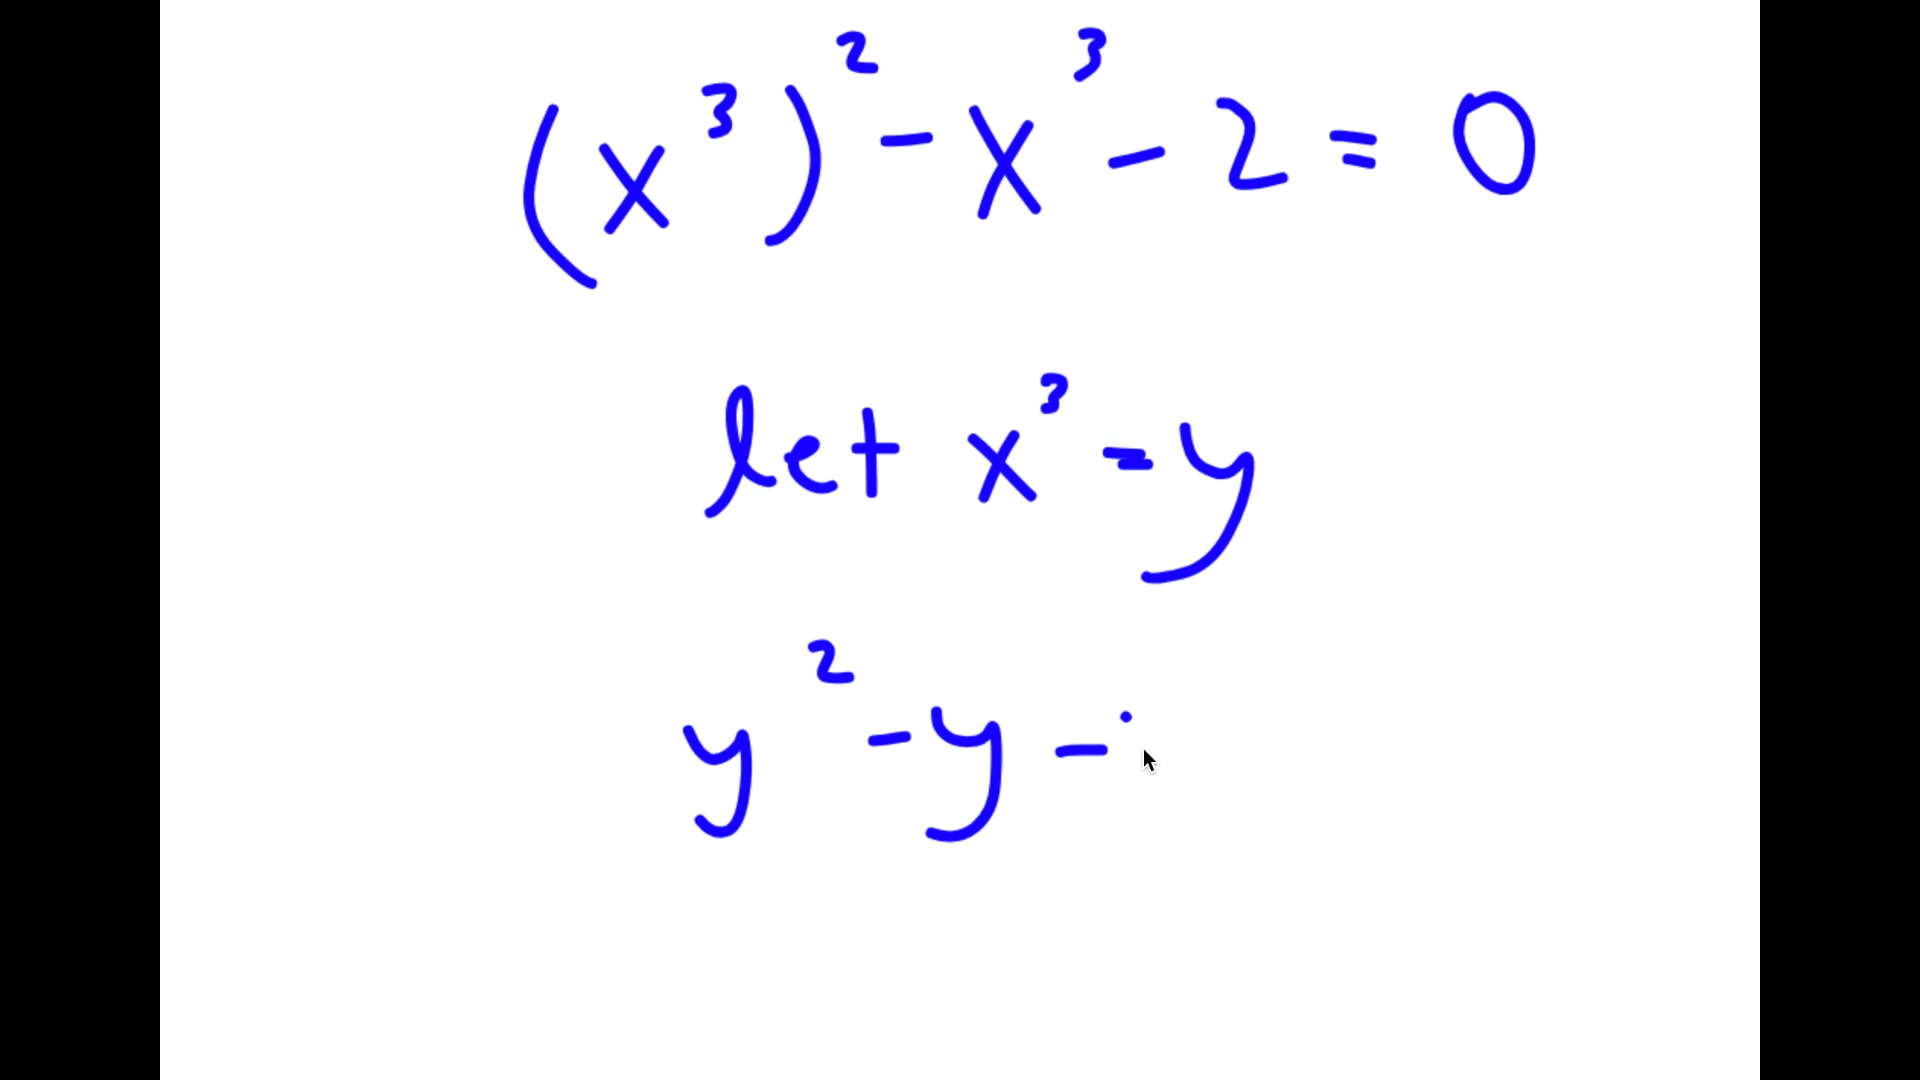 (x³)² - x³ - 2 = 0
let x³ = y
y² - y -